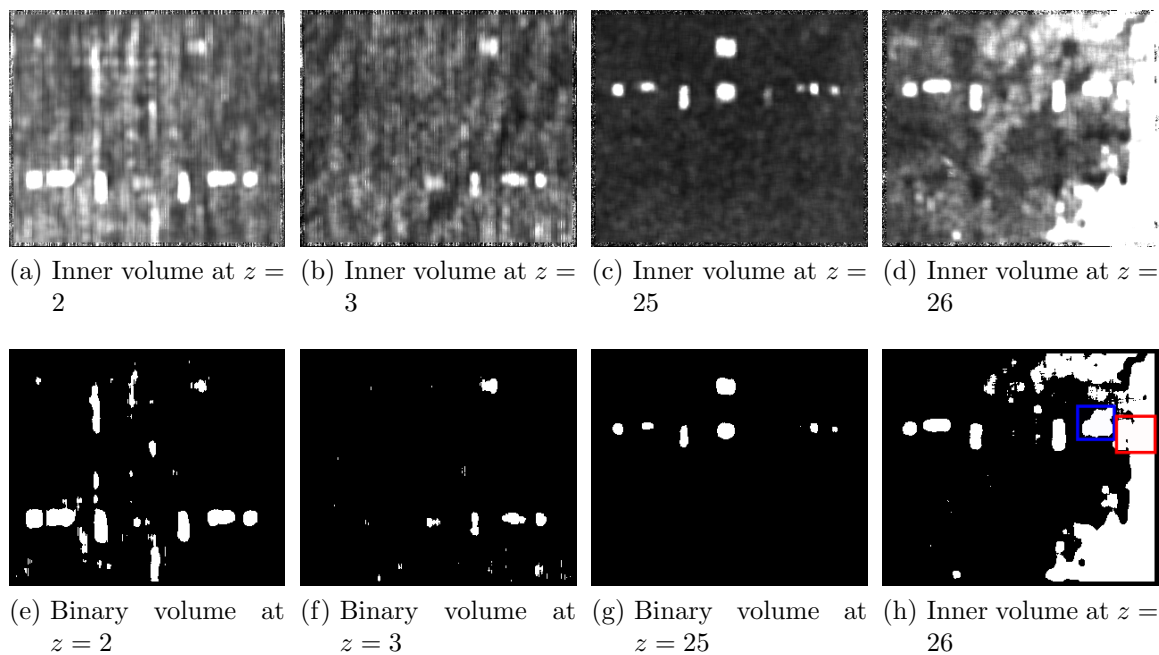 (a) Inner volume at z =
2
(b) Inner volume at z =
3
(c) Inner volume at z =
25
(d) Inner volume at z =
26
(e) Binary volume at
z = 2
(f) Binary volume at
z = 3
(g) Binary volume at
z = 25
(h) Inner volume at z =
26